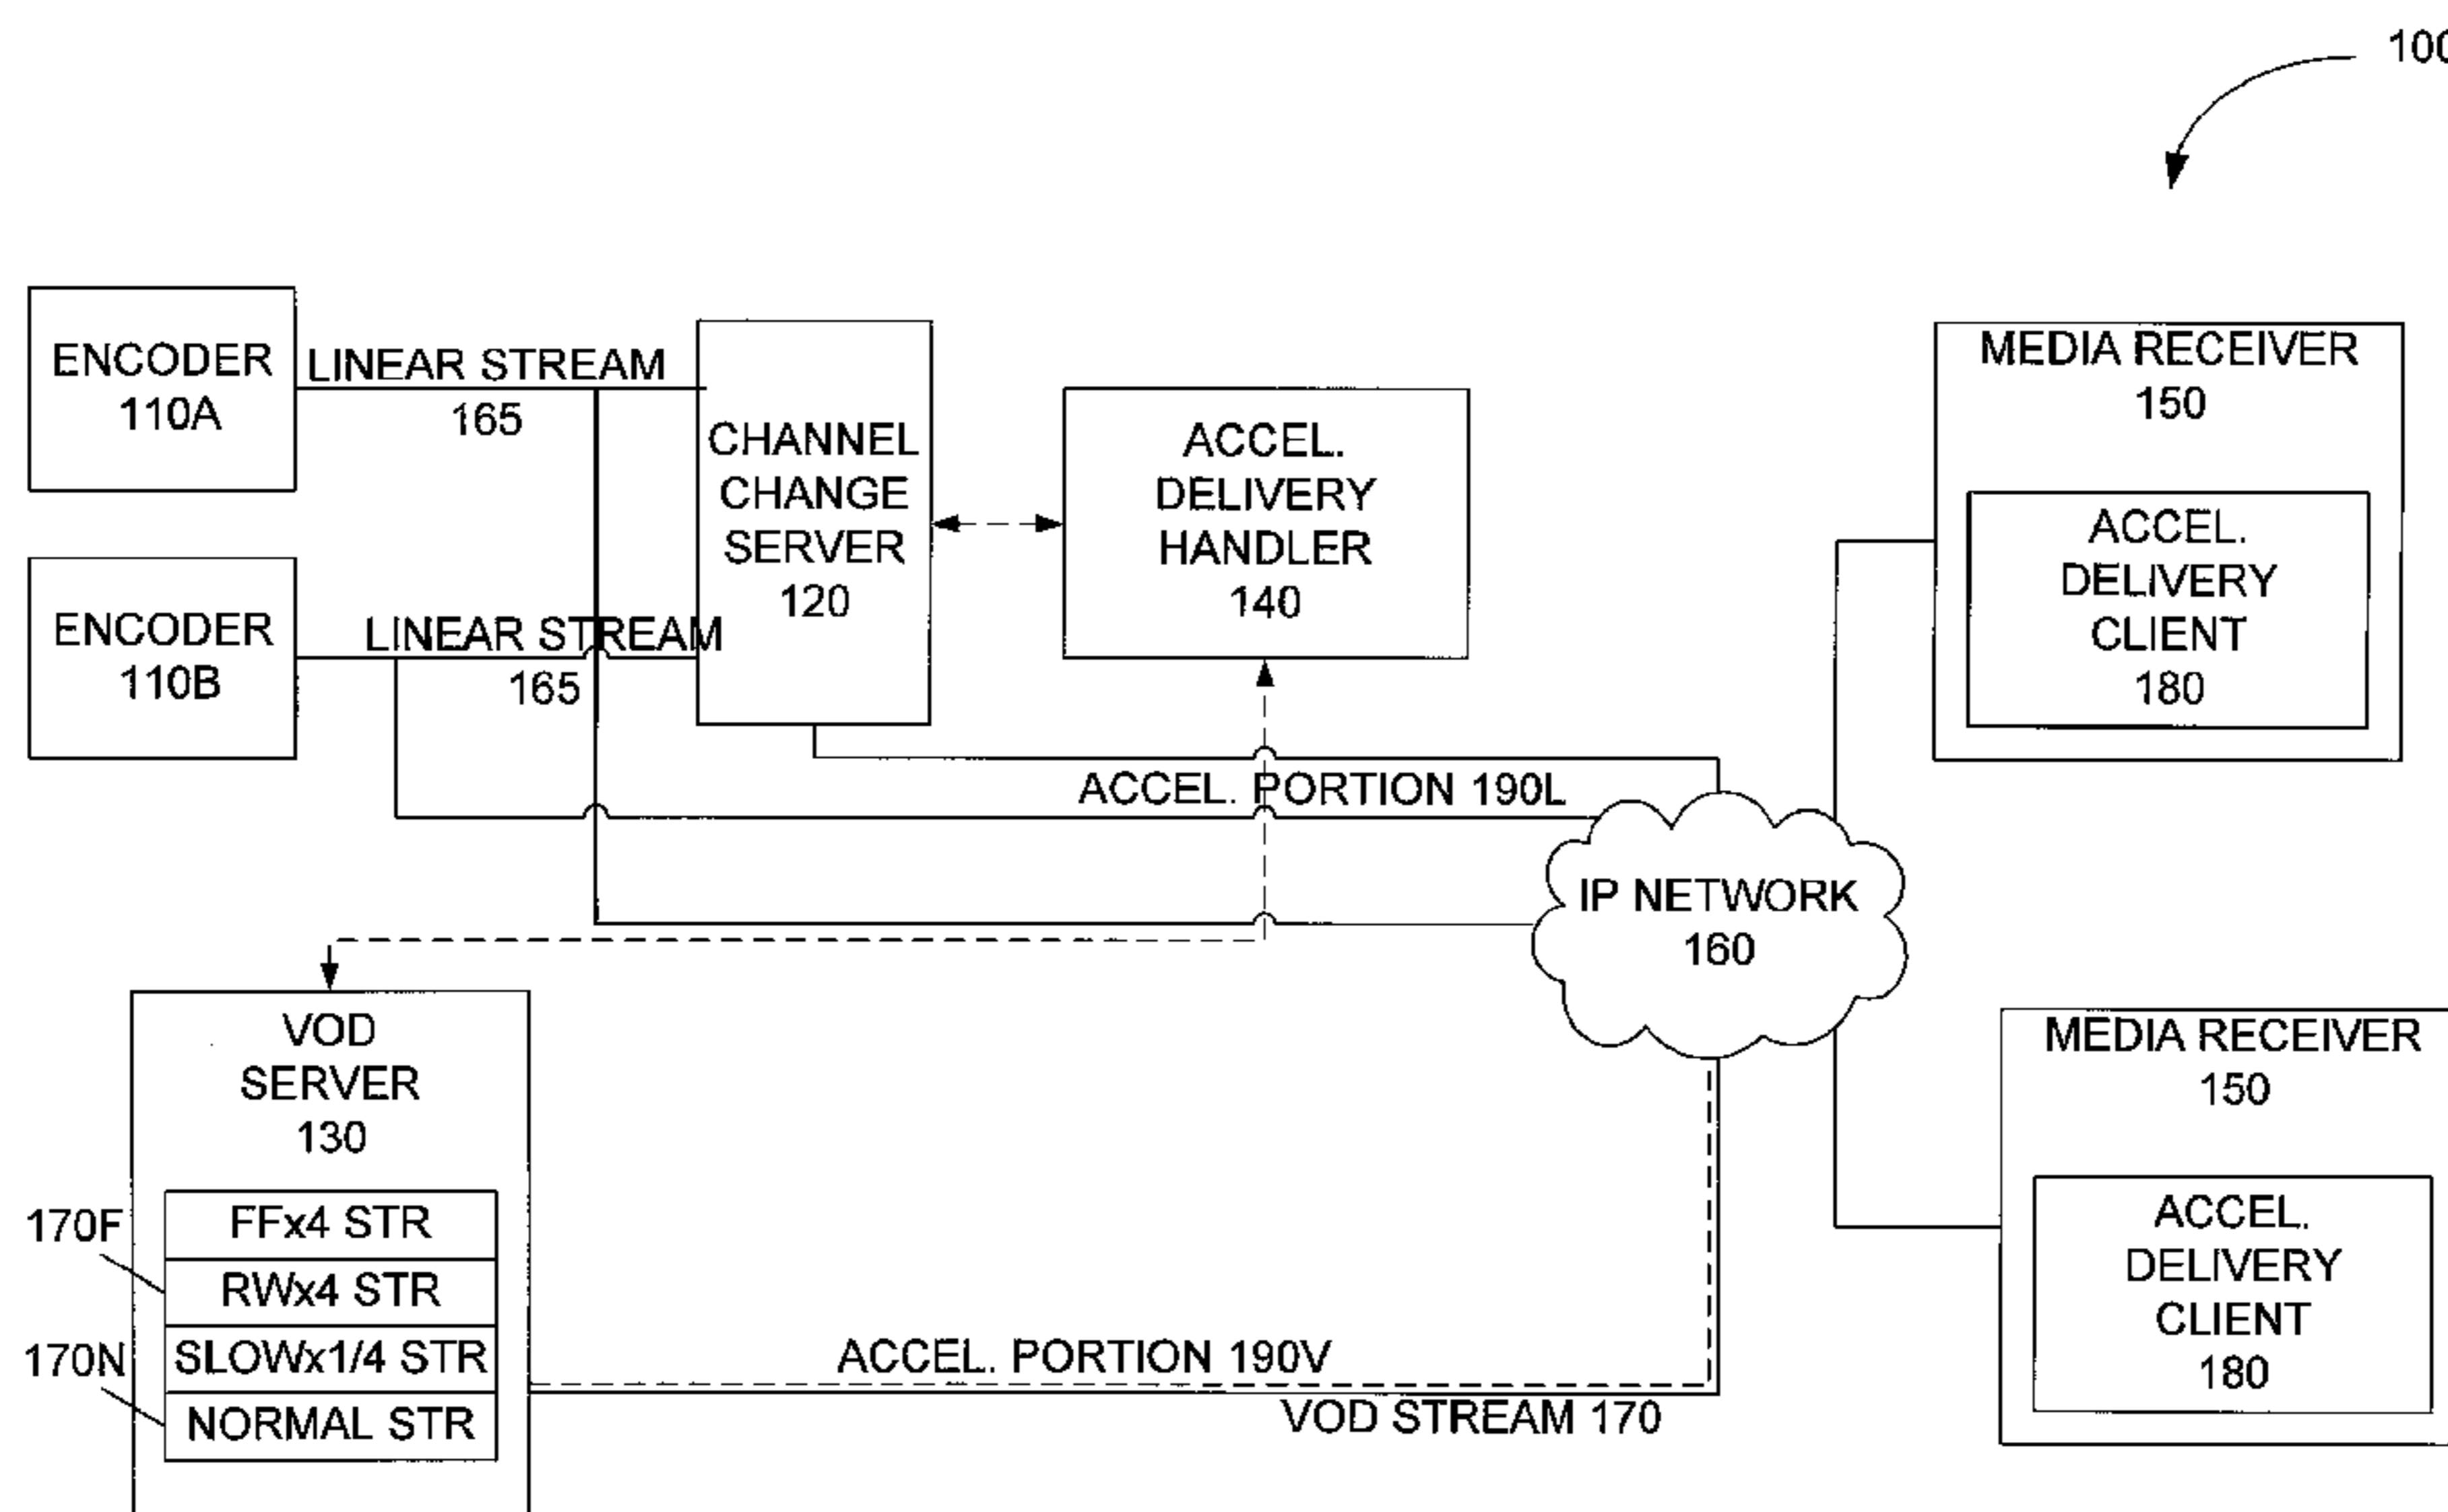 100
ENCODER
110A
LINEAR STREAM
165
CHANNEL
CHANGE
SERVER
120
ACCEL.
DELIVERY
HANDLER
140
MEDIA RECEIVER
150
ACCEL.
DELIVERY
CLIENT
180
ENCODER
110B
LINEAR STREAM
165
ACCEL. PORTION 190L
IP NETWORK
160
VOD
SERVER
130
170F
FFx4 STR
RWx4 STR
170N
SLOWx1/4 STR
NORMAL STR
ACCEL. PORTION 190V
VOD STREAM 170
MEDIA RECEIVER
150
ACCEL.
DELIVERY
CLIENT
180